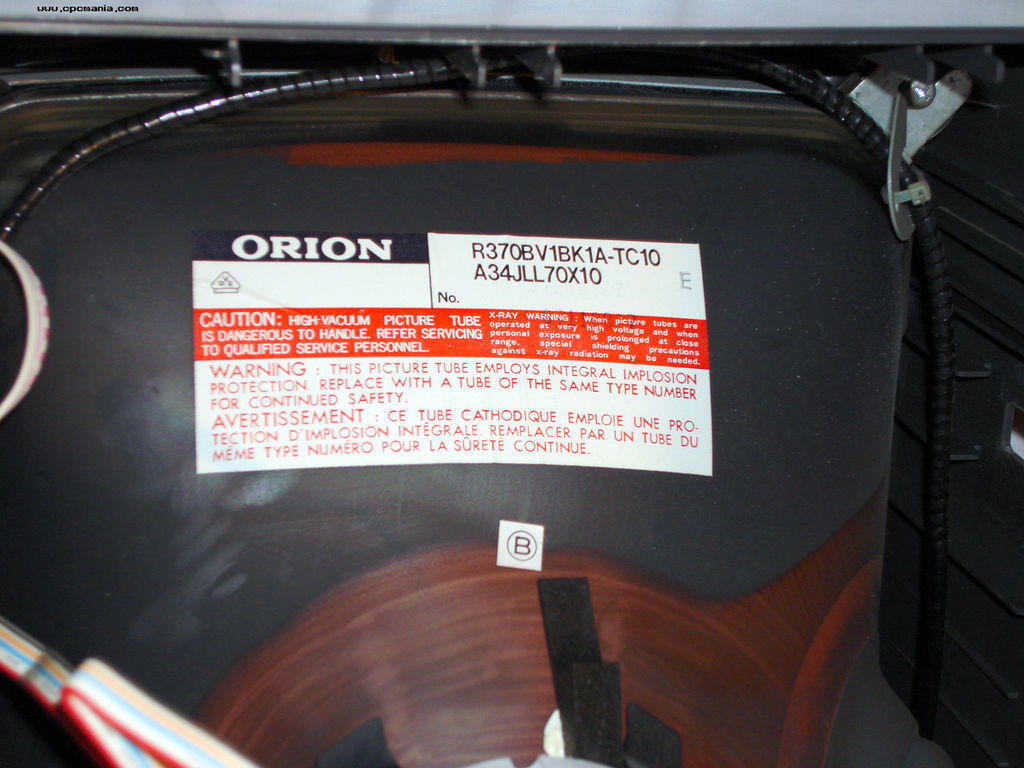 www.cpcmania.com
ORION
R370BV1BK1A-TC10
A34JLL70X10
E
No.
CAUTION: HIGH-VACUUM PICTURE TUBE
IS DANGEROUS TO HANDLE. REFER SERVICING
TO QUALIFIED SERVICE PERSONNEL.
X-RAY WARNING : When picture tubes are
operated at very high voltage and when
personal exposure is prolonged at close
range, special shielding precautions
against x-ray radiation may be needed.
WARNING : THIS PICTURE TUBE EMPLOYS INTEGRAL IMPLOSION
PROTECTION. REPLACE WITH A TUBE OF THE SAME TYPE NUMBER
FOR CONTINUED SAFETY.
AVERTISSEMENT : CE TUBE CATHODIQUE EMPLOIE UNE PRO-
TECTION D'IMPLOSION INTÉGRALE. REMPLACER PAR UN TUBE DU
MÊME TYPE NUMÉRO POUR LA SÛRETÉ CONTINUE.
B